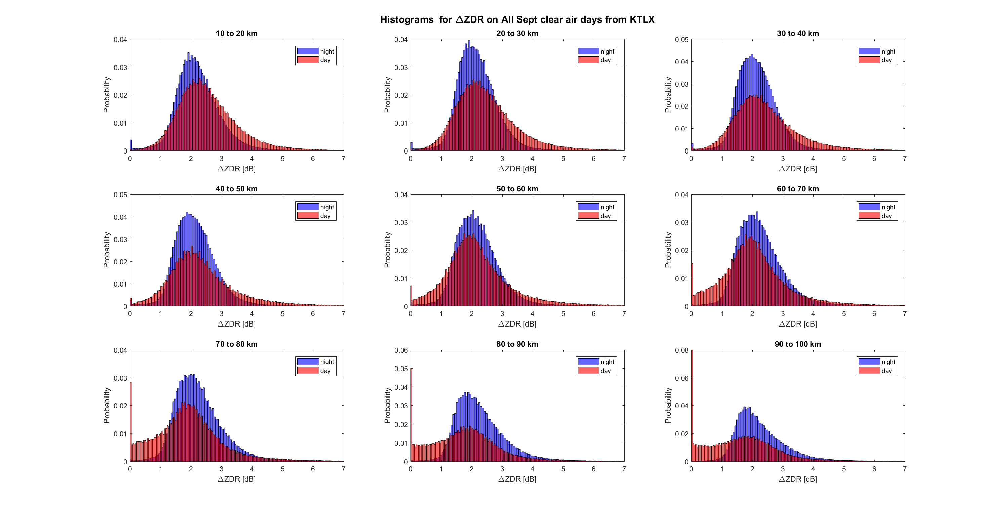 Histograms  for ΔZDR on All Sept clear air days from KTLX
10 to 20 km
20 to 30 km
30 to 40 km
0.04
0.03
0.02
0.01
0
Probability
night
day
0 1 2 3 4 5 6 7
ΔZDR [dB]
0.04
0.03
0.02
0.01
0
Probability
night
day
0 1 2 3 4 5 6 7
ΔZDR [dB]
0.05
0.04
0.03
0.02
0.01
0
Probability
night
day
0 1 2 3 4 5 6 7
ΔZDR [dB]
40 to 50 km
50 to 60 km
60 to 70 km
0.05
0.04
0.03
0.02
0.01
0
Probability
night
day
0 1 2 3 4 5 6 7
ΔZDR [dB]
0.04
0.03
0.02
0.01
0
Probability
night
day
0 1 2 3 4 5 6 7
ΔZDR [dB]
0.04
0.03
0.02
0.01
0
Probability
night
day
0 1 2 3 4 5 6 7
ΔZDR [dB]
70 to 80 km
80 to 90 km
90 to 100 km
0.04
0.03
0.02
0.01
0
Probability
night
day
0 1 2 3 4 5 6 7
ΔZDR [dB]
0.06
0.05
0.04
0.03
0.02
0.01
0
Probability
night
day
0 1 2 3 4 5 6 7
ΔZDR [dB]
0.08
0.06
0.04
0.02
0
Probability
night
day
0 1 2 3 4 5 6 7
ΔZDR [dB]